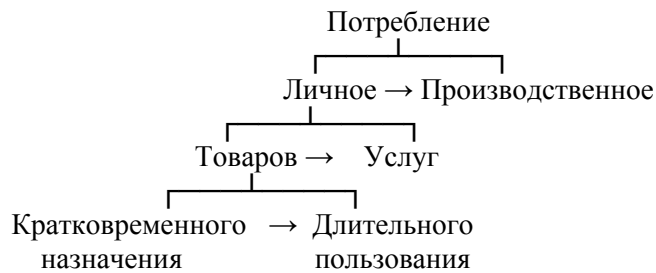 Потребление
Личное → Производственное
Товаров → Услуг
Кратковременного → Длительного
назначения пользования